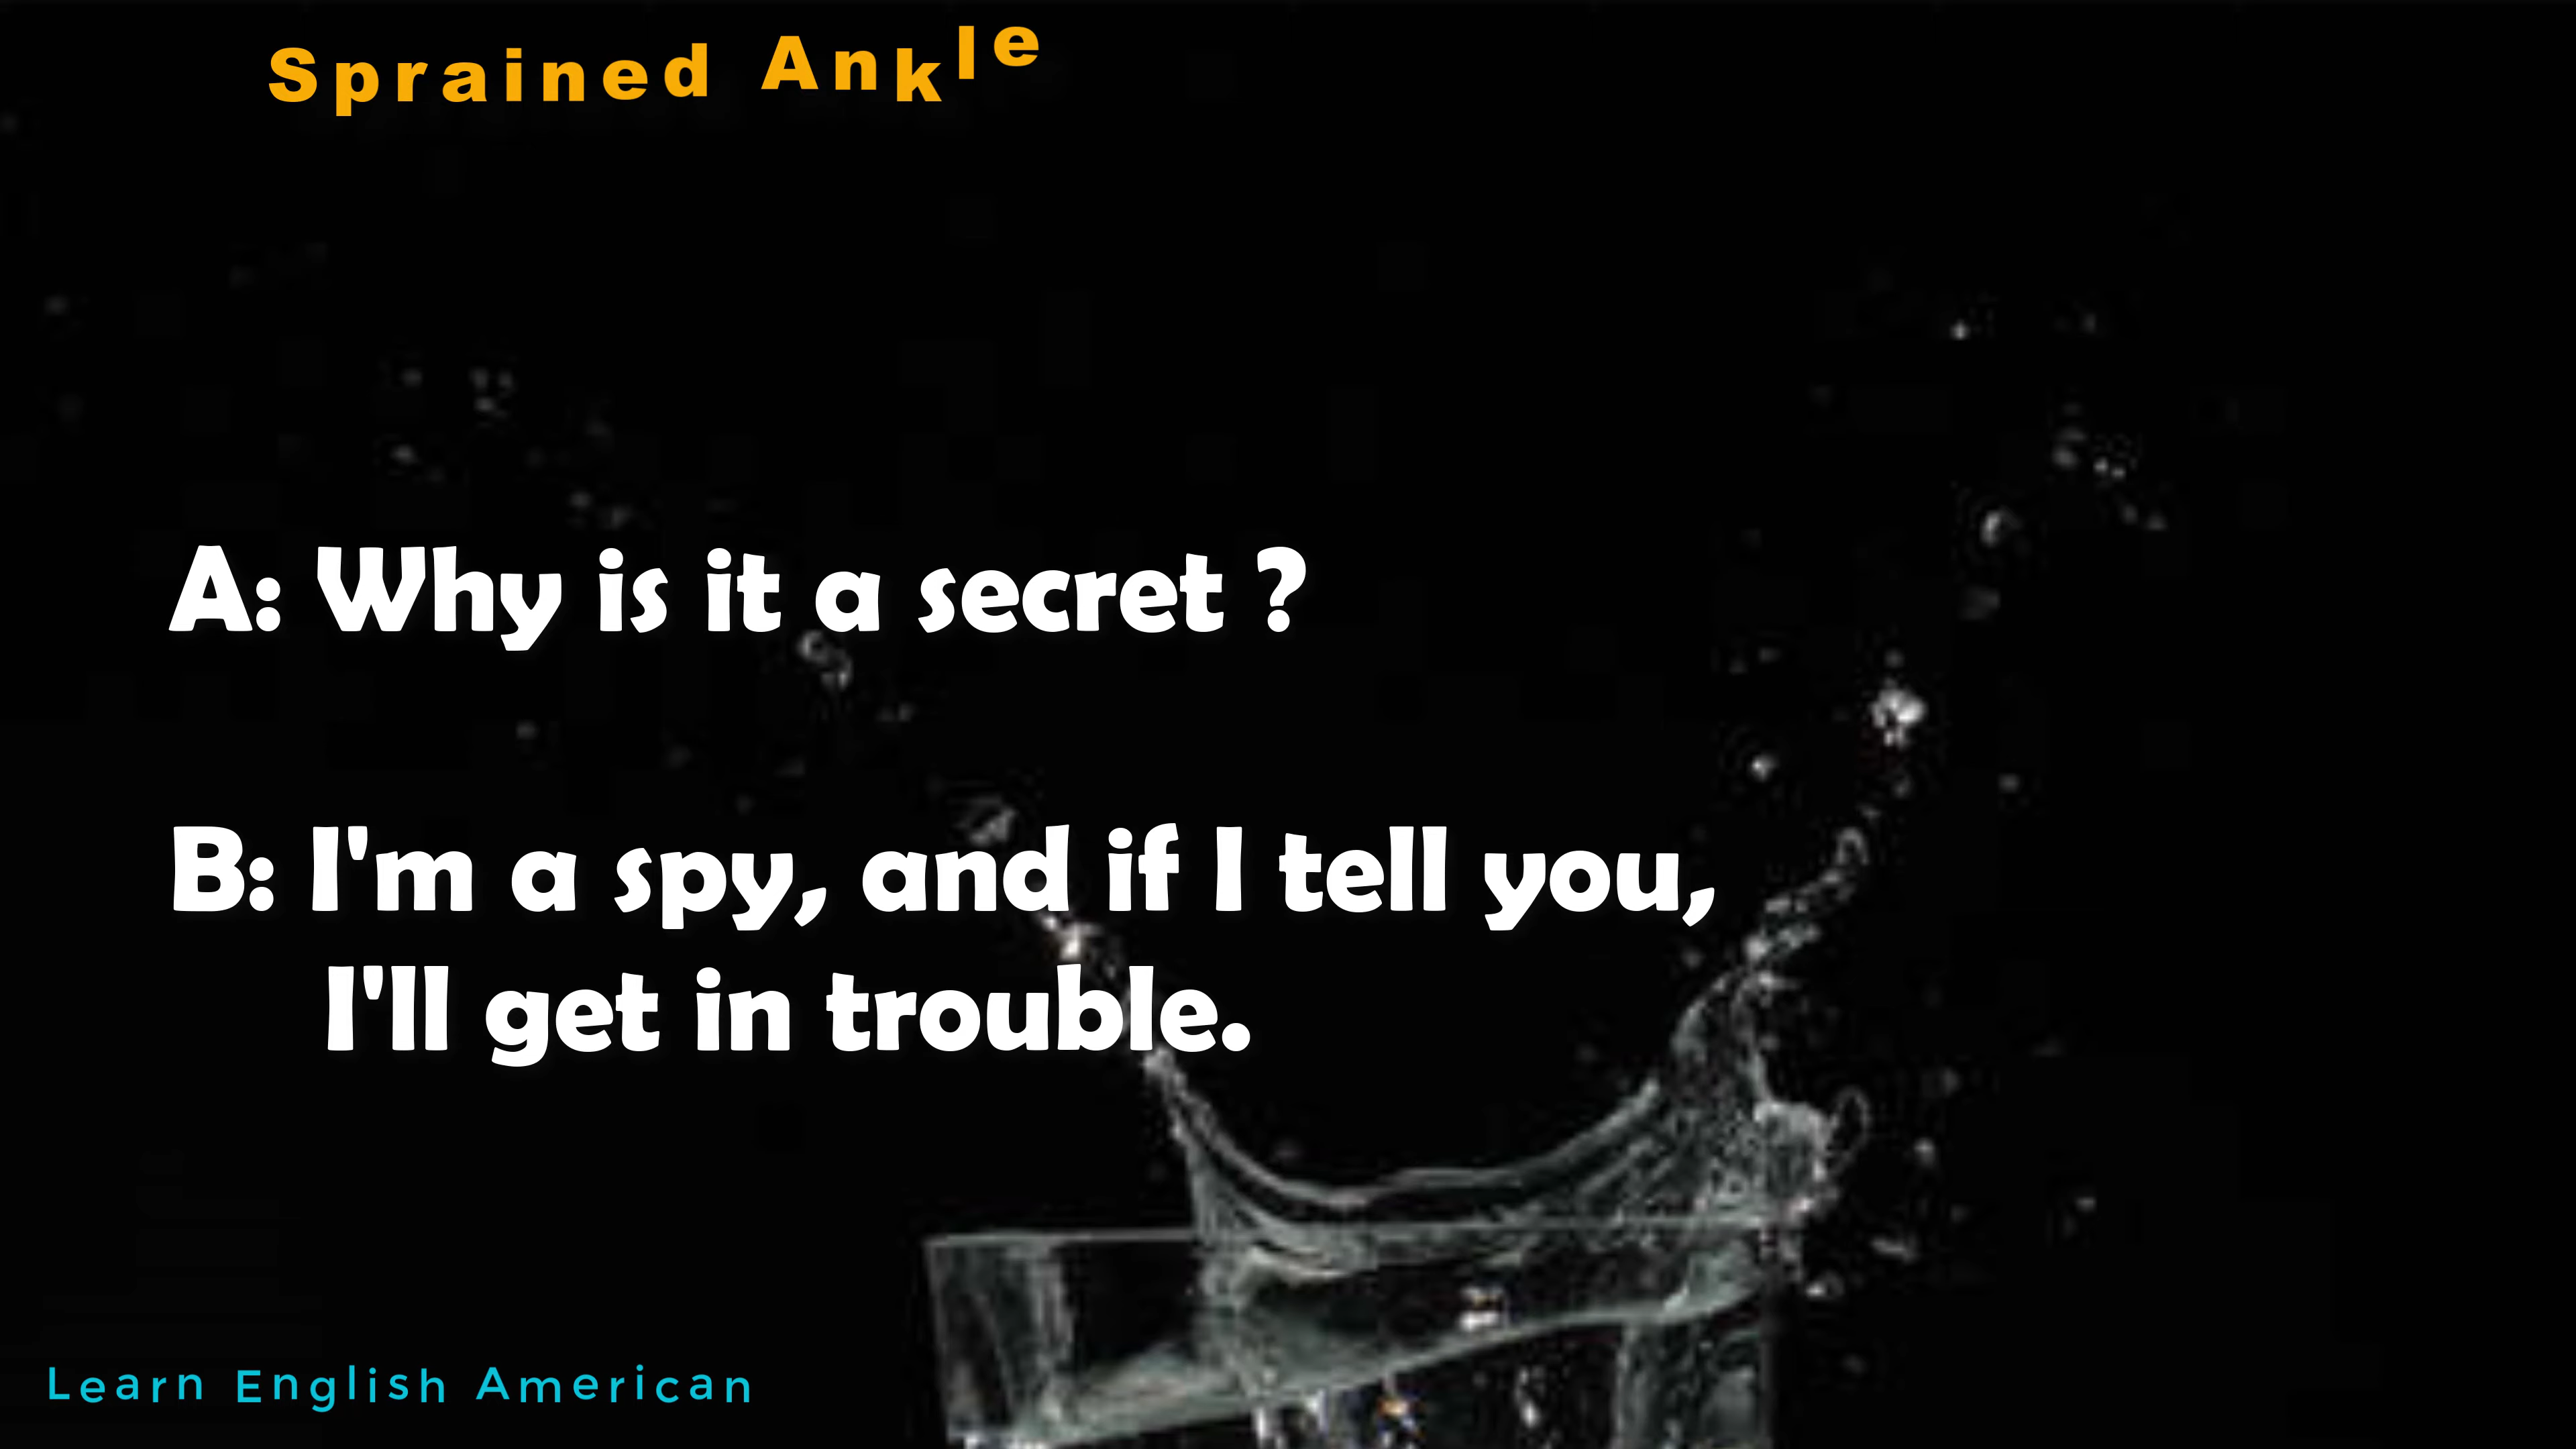 Sprained Ankle
A: Why is it a secret ?
B: I'm a spy, and if I tell you,
I'll get in trouble.
Learn English American